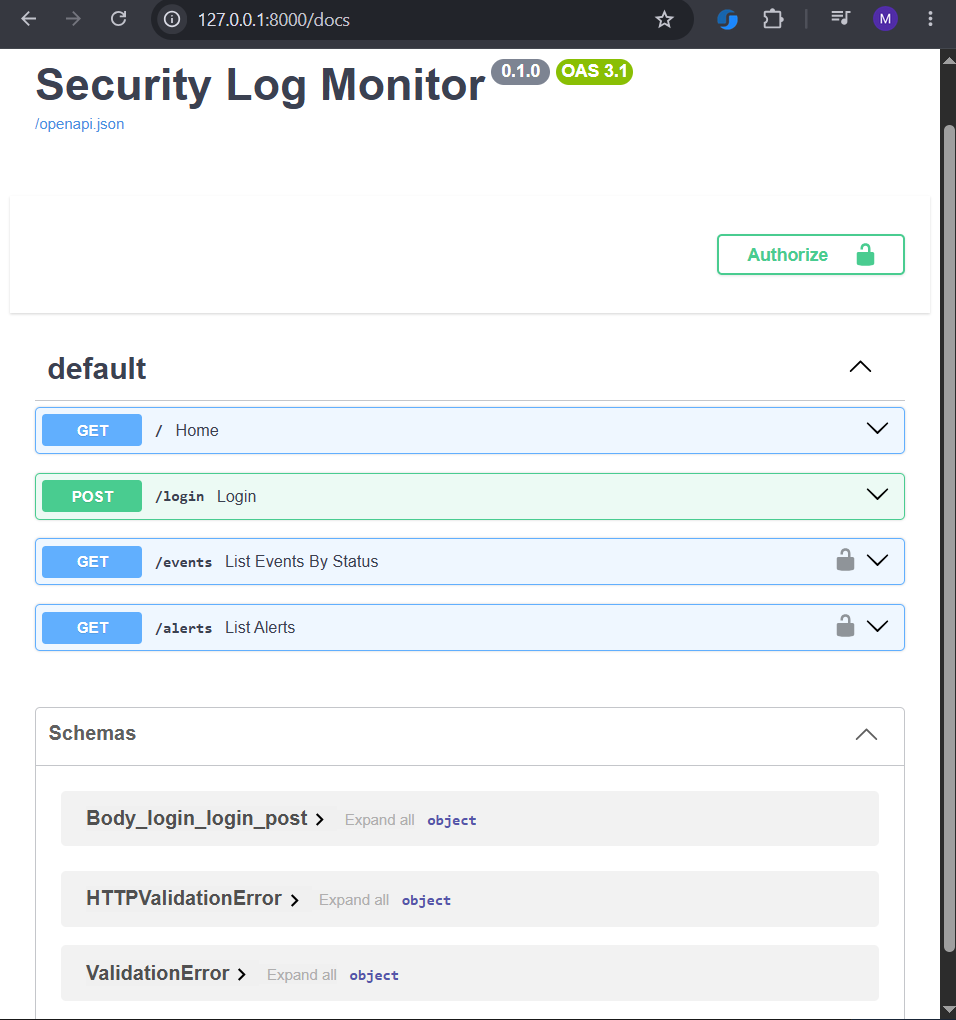 127.0.0.1:8000/docs
M
Security Log Monitor 0.1.0 OAS 3.1
/openapi.json
Authorize
default
GET / Home
POST /login Login
GET /events List Events By Status
GET /alerts List Alerts
Schemas
Body_login_login_post Expand all object
HTTPValidationError Expand all object
ValidationError Expand all object